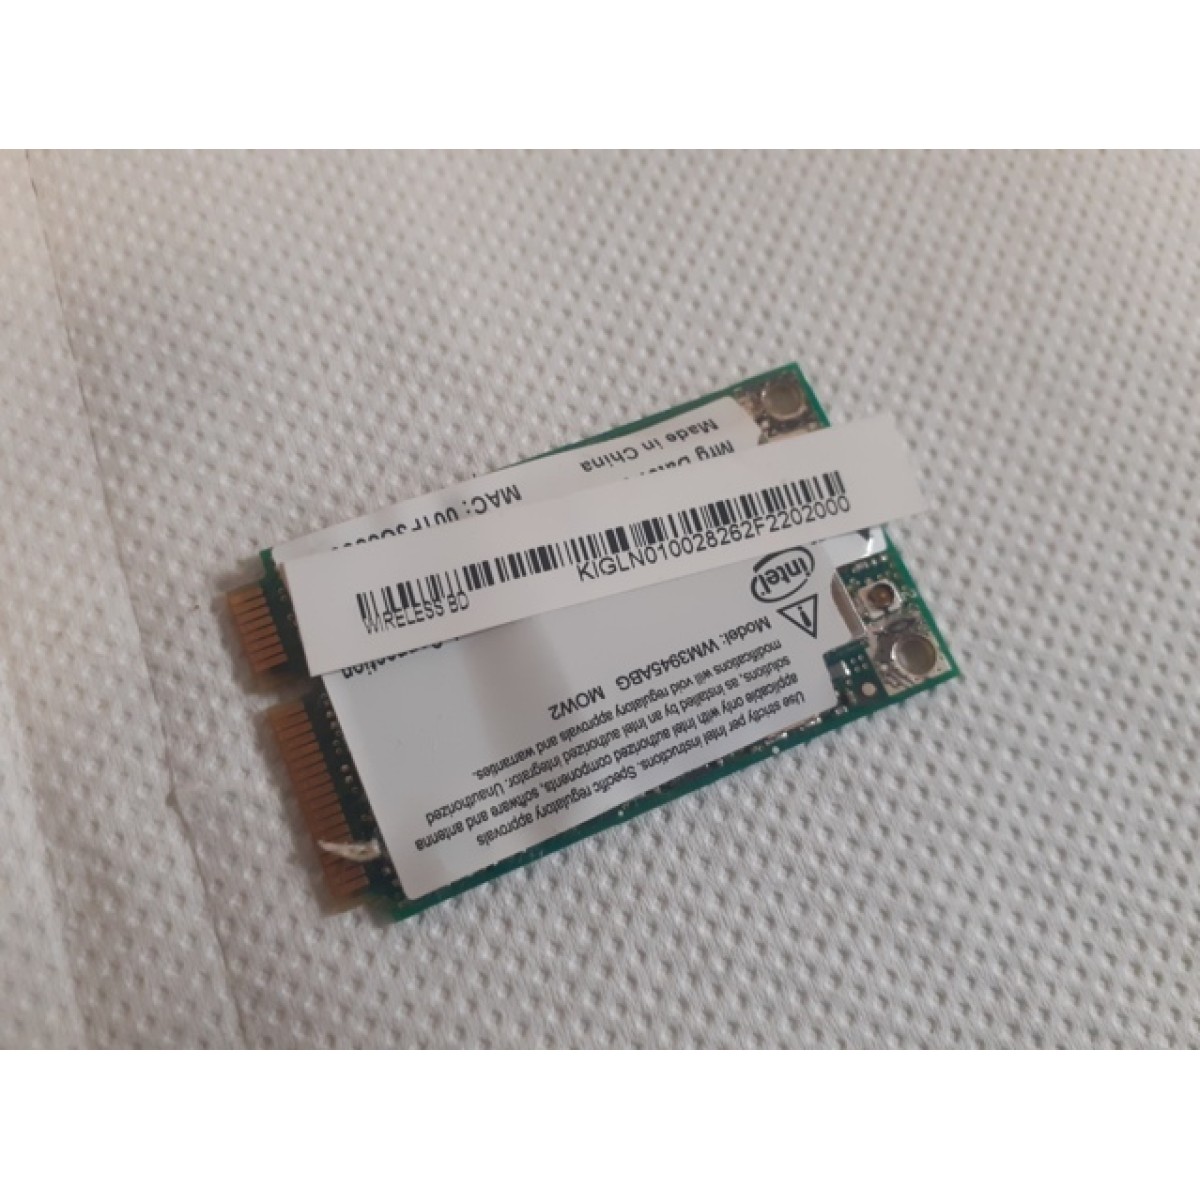 KIGLN010028262F2202000
WIRELESS BD
Made in China
Mfg
MAC:
intel
Model: WM3945ABG MOW2
Use strictly per Intel instructions. Specific regulatory approvals
applicable only with Intel authorized components, software and antenna
solutions, as installed by an Intel authorized integrator. Unauthorized
modifications will void regulatory approvals and warranties.